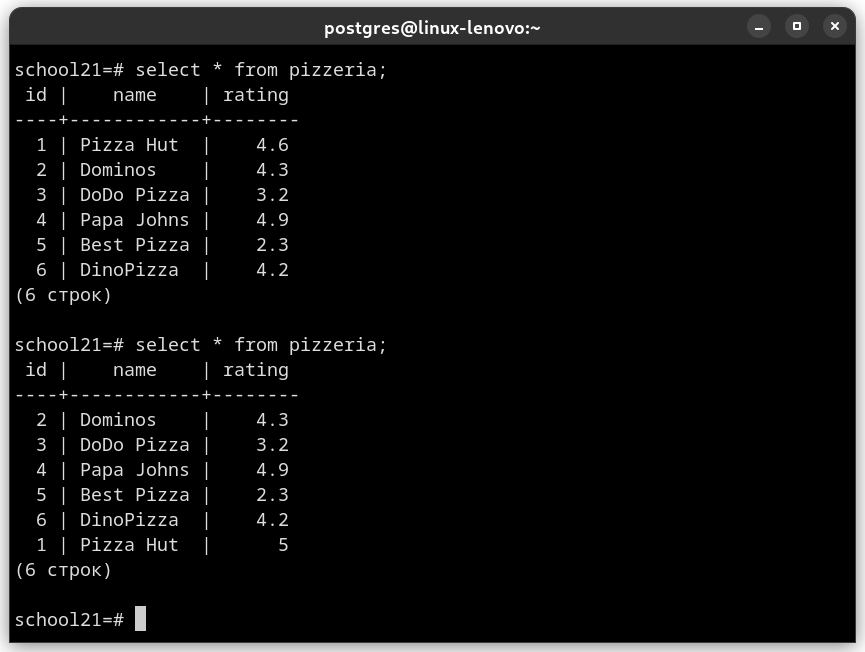 postgres@linux-lenovo:~
school21=# select * from pizzeria;
 id |    name    | rating
----+------------+--------
  1 | Pizza Hut  |    4.6
  2 | Dominos    |    4.3
  3 | DoDo Pizza |    3.2
  4 | Papa Johns |    4.9
  5 | Best Pizza |    2.3
  6 | DinoPizza  |    4.2
(6 строк)
school21=# select * from pizzeria;
 id |    name    | rating
----+------------+--------
  2 | Dominos    |    4.3
  3 | DoDo Pizza |    3.2
  4 | Papa Johns |    4.9
  5 | Best Pizza |    2.3
  6 | DinoPizza  |    4.2
  1 | Pizza Hut  |      5
(6 строк)
school21=#